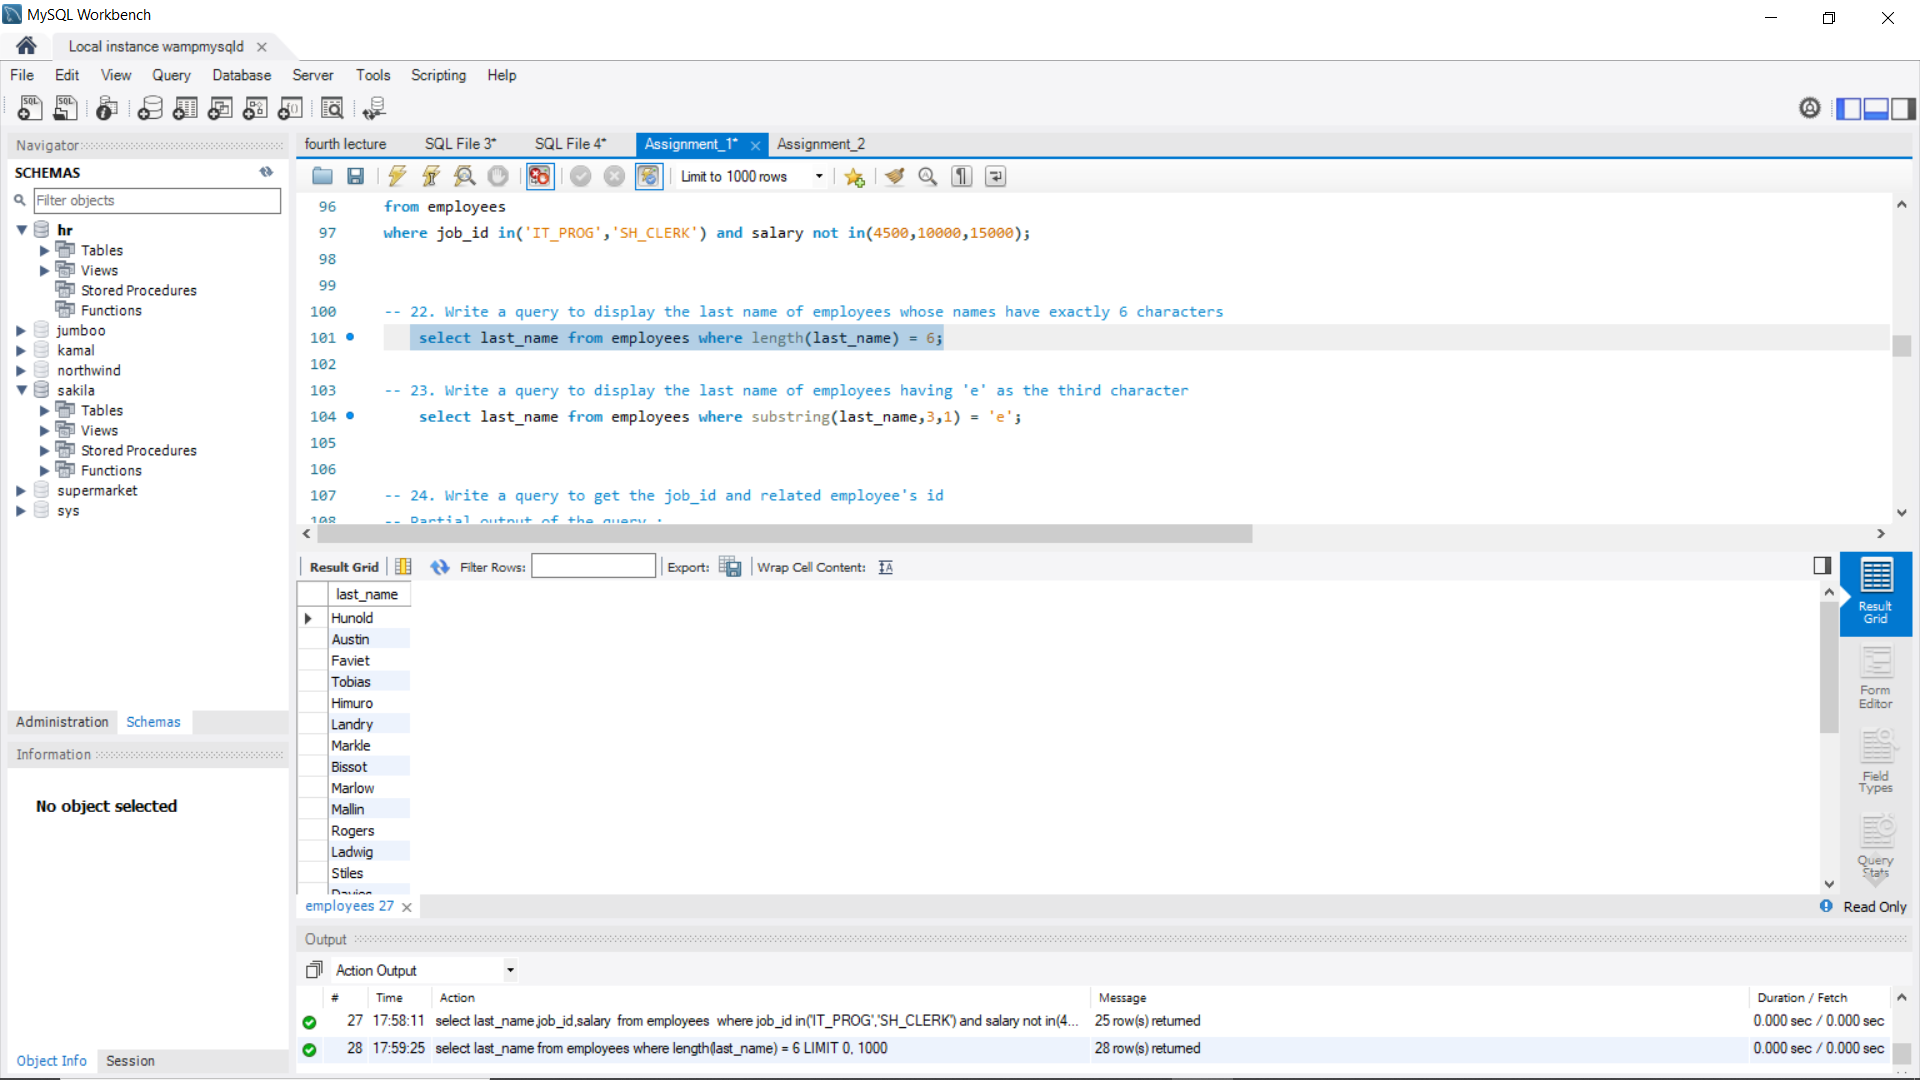 MySQL Workbench
Local instance wampmysqld
File Edit View Query Database Server Tools Scripting Help
Navigator
SCHEMAS
Filter objects
hr
Tables
Views
Stored Procedures
Functions
jumboo
kamal
northwind
sakila
Tables
Views
Stored Procedures
Functions
supermarket
sys
Administration Schemas
Information
No object selected
Object Info Session
fourth lecture SQL File 3* SQL File 4* Assignment_1* Assignment_2
Limit to 1000 rows
96 from employees
97 where job_id in('IT_PROG','SH_CLERK') and salary not in(4500,10000,15000);
98
99
100 -- 22. Write a query to display the last name of employees whose names have exactly 6 characters
101 select last_name from employees where length(last_name) = 6;
102
103 -- 23. Write a query to display the last name of employees having 'e' as the third character
104 select last_name from employees where substring(last_name,3,1) = 'e';
105
106
107 -- 24. Write a query to get the job_id and related employee's id
108 -- Partial output of the query :
Result Grid Filter Rows: Export: Wrap Cell Content:
last_name
Hunold
Austin
Faviet
Tobias
Himuro
Landry
Markle
Bissot
Marlow
Mallin
Rogers
Ladwig
Stiles
Davies
Result
Grid
Form
Editor
Field
Types
Query
Stats
employees 27
Read Only
Output
Action Output
# Time Action Message Duration / Fetch
27 17:58:11 select last_name,job_id,salary from employees where job_id in('IT_PROG','SH_CLERK') and salary not in(4... 25 row(s) returned 0.000 sec / 0.000 sec
28 17:59:25 select last_name from employees where length(last_name) = 6 LIMIT 0, 1000 28 row(s) returned 0.000 sec / 0.000 sec